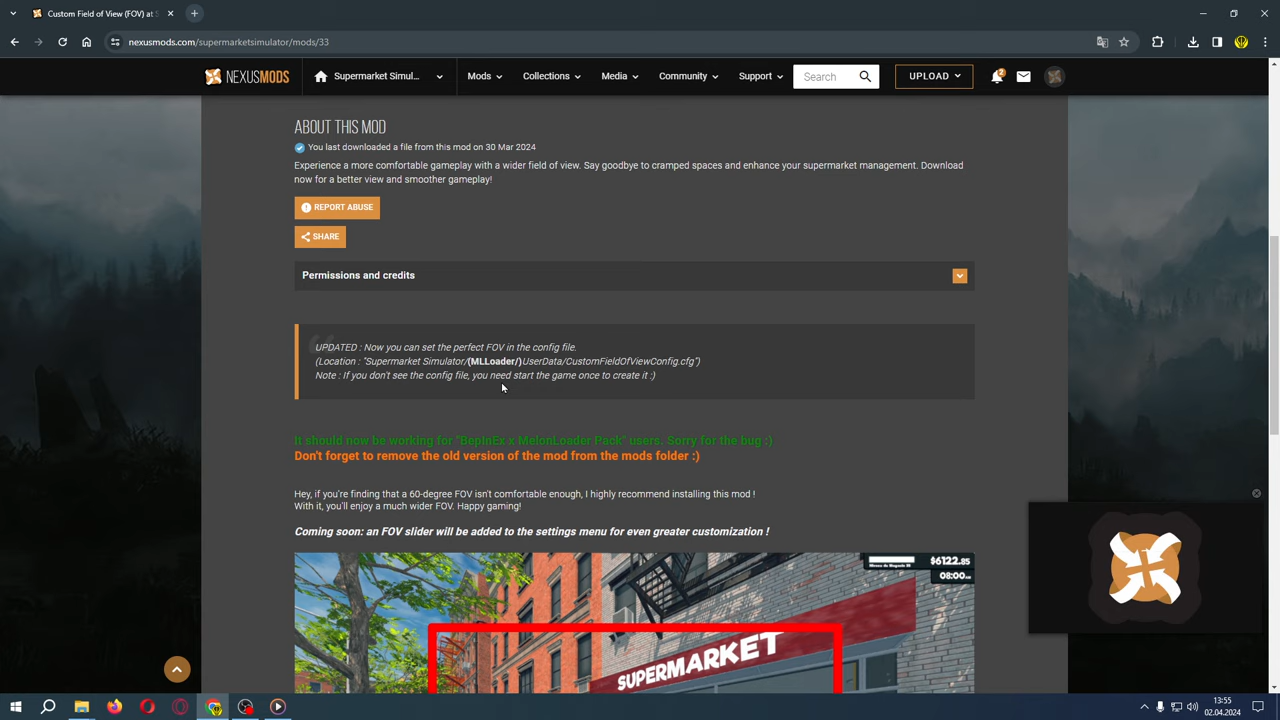 Custom Field of View (FOV) at S
nexusmods.com/supermarketsimulator/mods/33
NEXUSMODS
Supermarket Simul...
Mods
Collections
Media
Community
Support
Search
UPLOAD
2
ABOUT THIS MOD
You last downloaded a file from this mod on 30 Mar 2024
Experience a more comfortable gameplay with a wider field of view. Say goodbye to cramped spaces and enhance your supermarket management. Download
now for a better view and smoother gameplay!
REPORT ABUSE
SHARE
Permissions and credits
UPDATED : Now you can set the perfect FOV in the config file.
(Location : "Supermarket Simulator/(MLLoader/)UserData/CustomFieldOfViewConfig.cfg")
Note : If you don't see the config file, you need start the game once to create it :)
It should now be working for "BepInEx x MelonLoader Pack" users. Sorry for the bug :)
Don't forget to remove the old version of the mod from the mods folder :)
Hey, if you're finding that a 60-degree FOV isn't comfortable enough, I highly recommend installing this mod !
With it, you'll enjoy a much wider FOV. Happy gaming!
Coming soon: an FOV slider will be added to the settings menu for even greater customization !
$6122.85
08:00
SUPERMARKET
13:55
02.04.2024